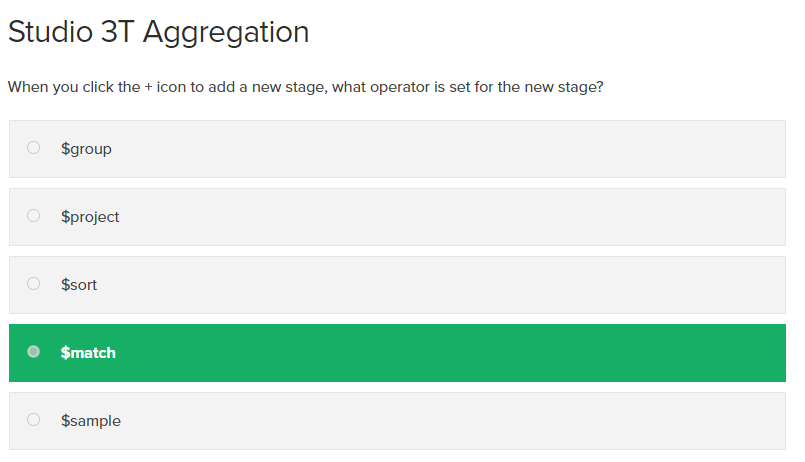 Studio 3T Aggregation
When you click the + icon to add a new stage, what operator is set for the new stage?
$group
$project
$sort
$match
$sample